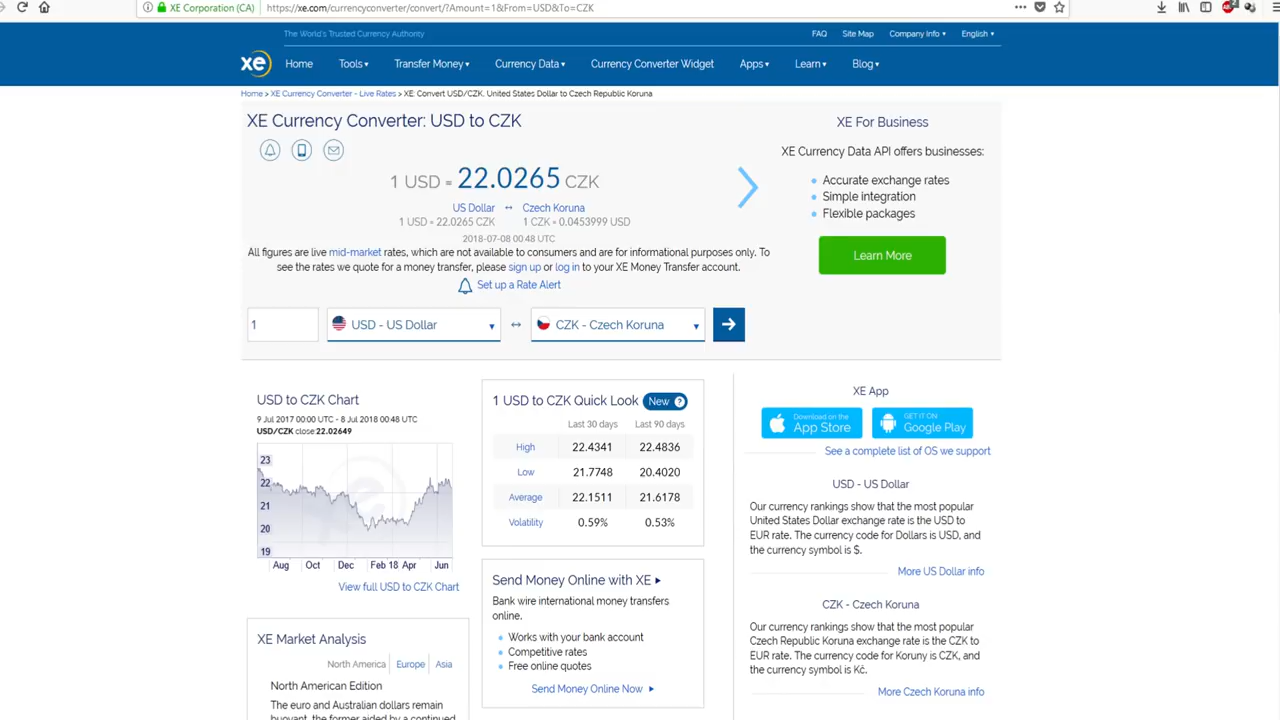 XE Corporation (CA)
https://xe.com/currencyconverter/convert/?Amount=1&From=USD&To=CZK
The World's Trusted Currency Authority
FAQ Site Map Company Info English
xe Home Tools Transfer Money Currency Data Currency Converter Widget Apps Learn Blog
Home > XE Currency Converter - Live Rates > XE: Convert USD/CZK. United States Dollar to Czech Republic Koruna
XE Currency Converter: USD to CZK
1 USD = 22.0265 CZK
US Dollar ↔ Czech Koruna
1 USD = 22.0265 CZK 1 CZK = 0.0453999 USD
2018-07-08 00:48 UTC
All figures are live mid-market rates, which are not available to consumers and are for informational purposes only. To
see the rates we quote for a money transfer, please sign up or log in to your XE Money Transfer account.
Set up a Rate Alert
1 USD - US Dollar ↔ CZK - Czech Koruna
XE For Business
XE Currency Data API offers businesses:
Accurate exchange rates
Simple integration
Flexible packages
Learn More
USD to CZK Chart
9 Jul 2017 00:00 UTC - 8 Jul 2018 00:48 UTC
USD/CZK close:22.02649
23
22
21
20
19
Aug Oct Dec Feb 18 Apr Jun
View full USD to CZK Chart
XE Market Analysis
North America Europe Asia
North American Edition
The euro and Australian dollars remain
buoyant, the former aided by a continued
1 USD to CZK Quick Look New ?
Last 30 days Last 90 days
High 22.4341 22.4836
Low 21.7748 20.4020
Average 22.1511 21.6178
Volatility 0.59% 0.53%
Send Money Online with XE
Bank wire international money transfers
online.
Works with your bank account
Competitive rates
Free online quotes
Send Money Online Now
XE App
Download on the
App Store
GET IT ON
Google Play
See a complete list of OS we support
USD - US Dollar
Our currency rankings show that the most popular
United States Dollar exchange rate is the USD to
EUR rate. The currency code for Dollars is USD, and
the currency symbol is $.
More US Dollar info
CZK - Czech Koruna
Our currency rankings show that the most popular
Czech Republic Koruna exchange rate is the CZK to
EUR rate. The currency code for Koruny is CZK, and
the currency symbol is Kč.
More Czech Koruna info